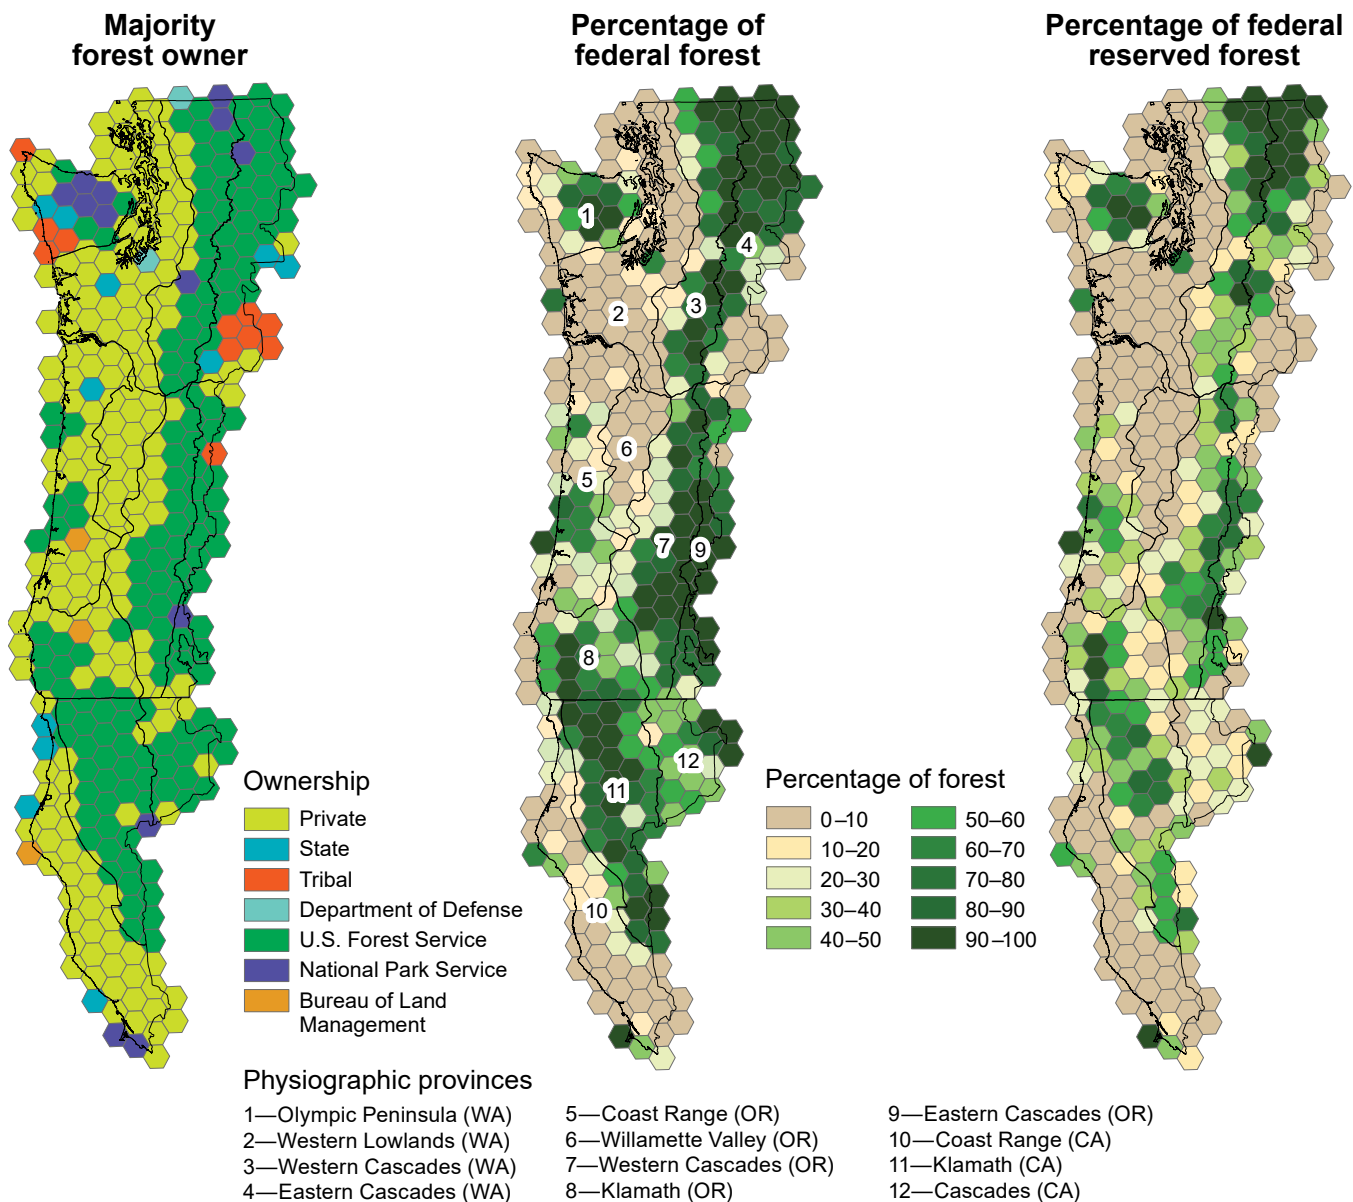 Majority
forest owner
Percentage of
federal forest
Percentage of federal
reserved forest
1
2
3
4
5
6
7
8
9
10
11
12
Ownership
Private
State
Tribal
Department of Defense
U.S. Forest Service
National Park Service
Bureau of Land
Management
Percentage of forest
0–10
10–20
20–30
30–40
40–50
50–60
60–70
70–80
80–90
90–100
Physiographic provinces
1—Olympic Peninsula (WA)
2—Western Lowlands (WA)
3—Western Cascades (WA)
4—Eastern Cascades (WA)
5—Coast Range (OR)
6—Willamette Valley (OR)
7—Western Cascades (OR)
8—Klamath (OR)
9—Eastern Cascades (OR)
10—Coast Range (CA)
11—Klamath (CA)
12—Cascades (CA)